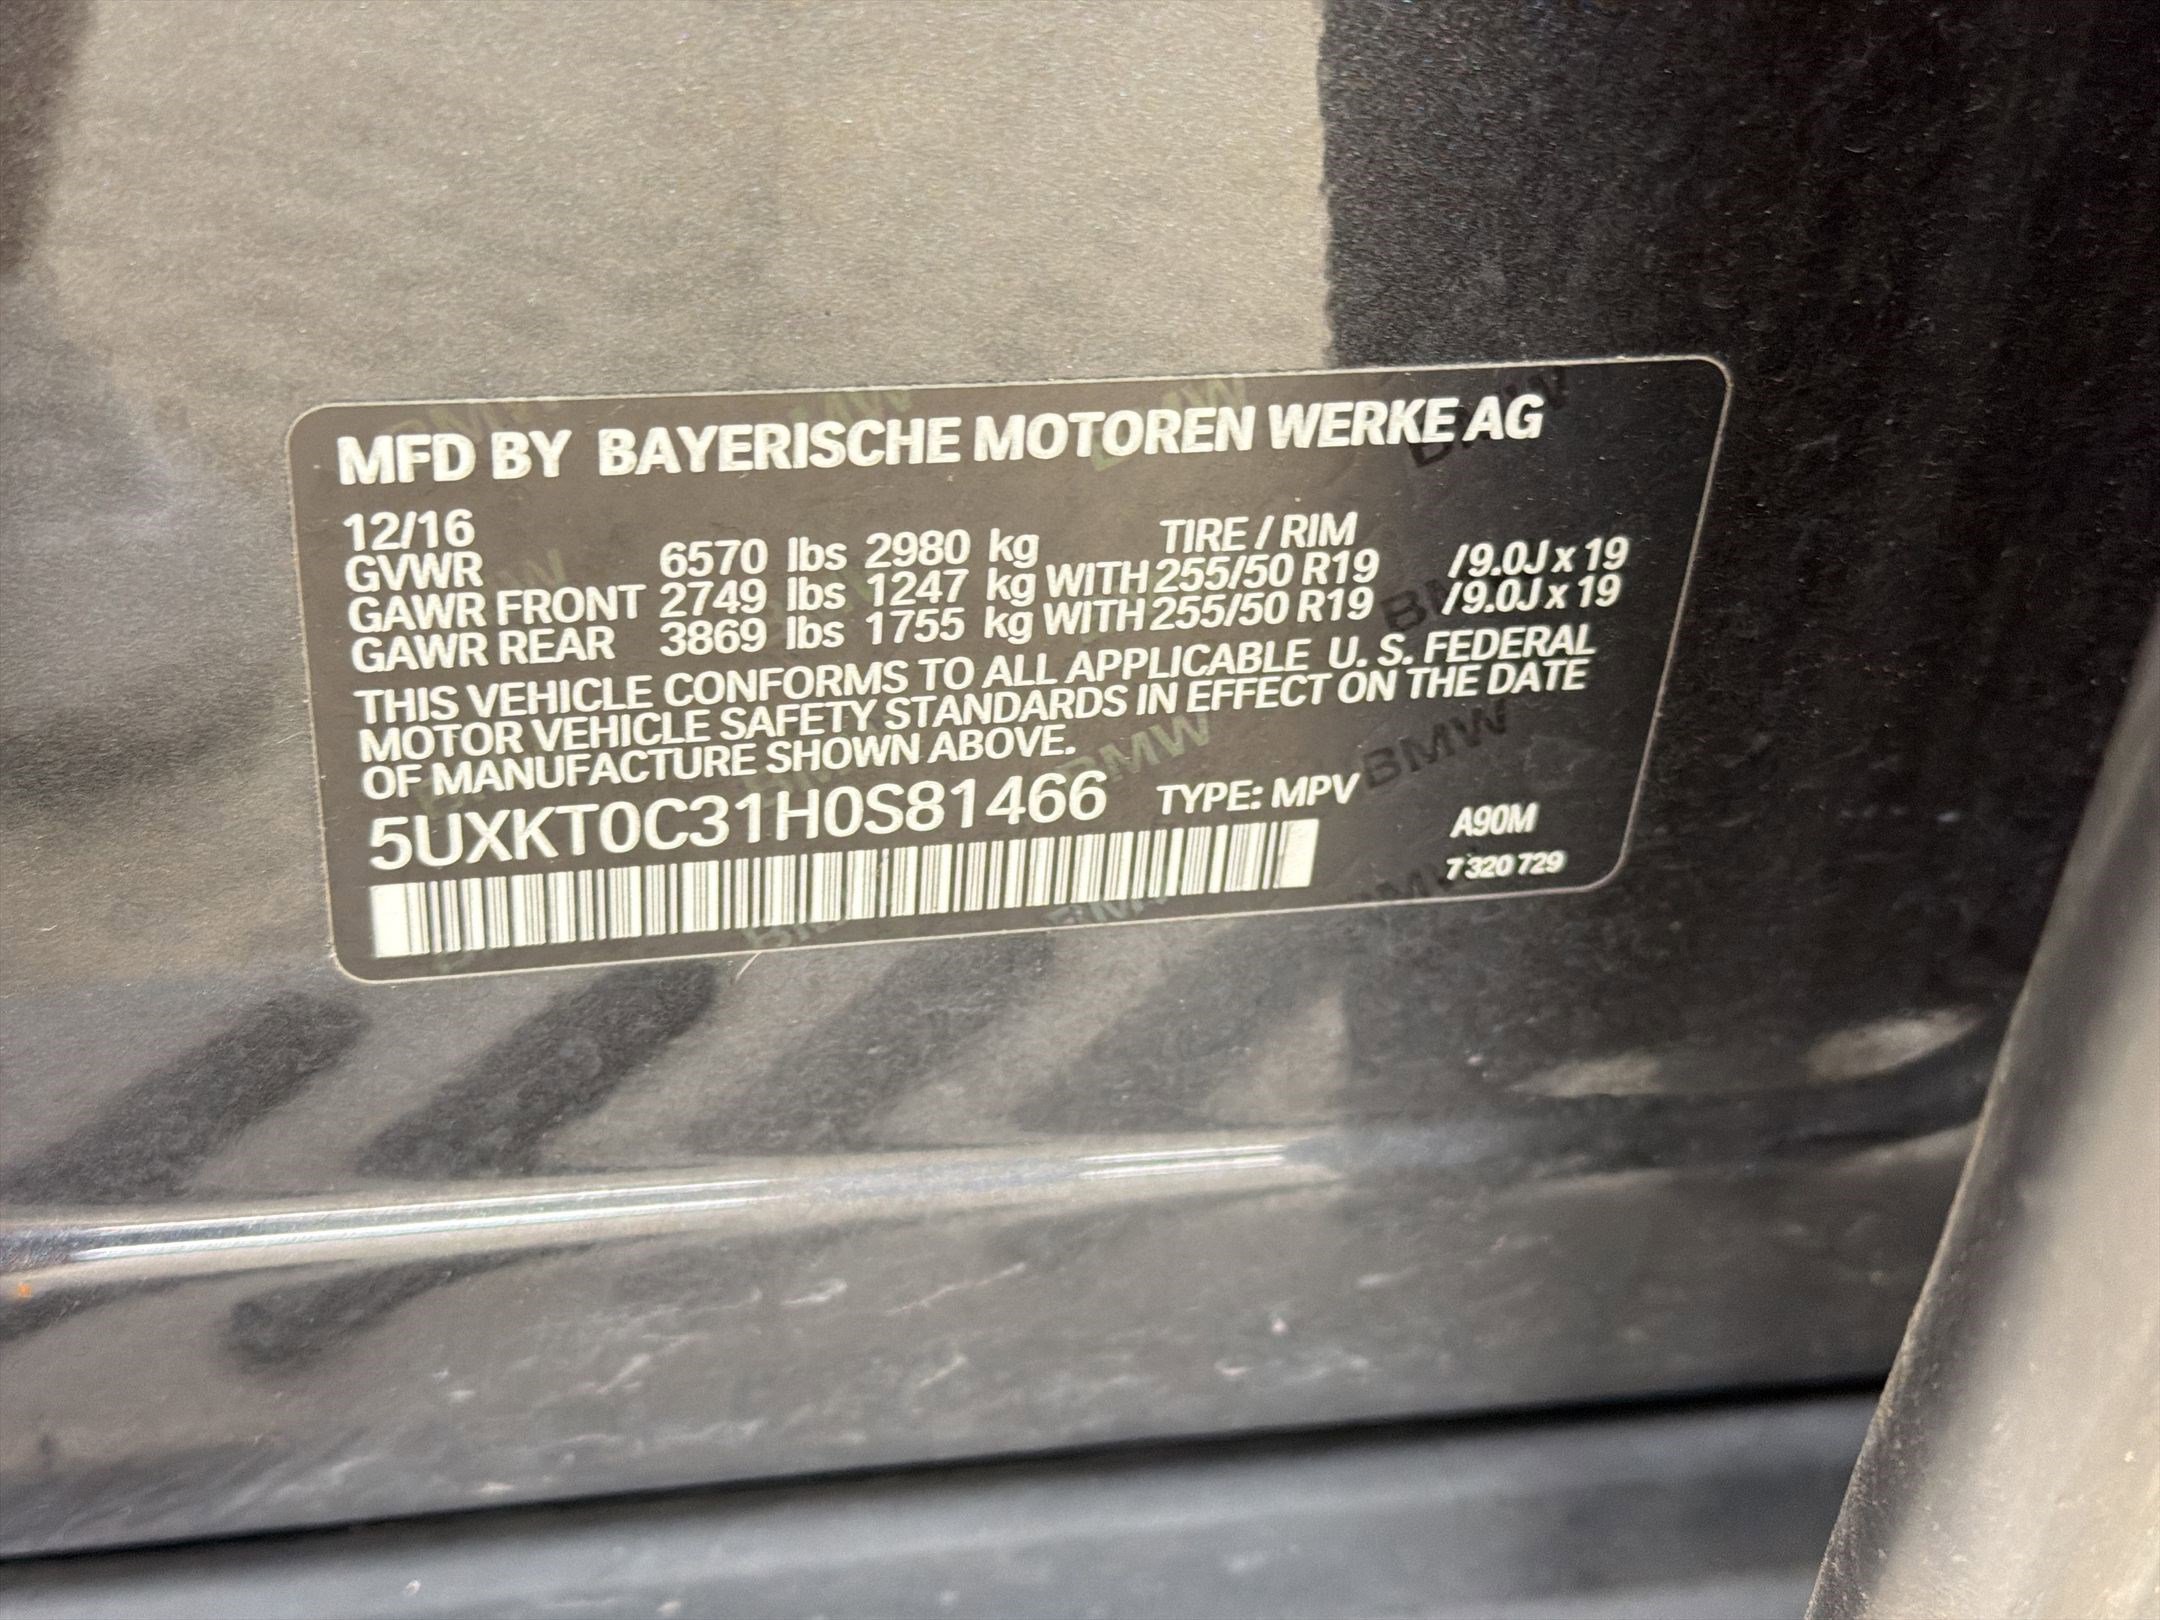 MFD BY BAYERISCHE MOTOREN WERKE AG
12/16 TIRE / RIM
GVWR 6570 lbs 2980 kg
GAWR FRONT 2749 lbs 1247 kg WITH 255/50 R19 /9.0J x 19
GAWR REAR 3869 lbs 1755 kg WITH 255/50 R19 /9.0J x 19
THIS VEHICLE CONFORMS TO ALL APPLICABLE U. S. FEDERAL
MOTOR VEHICLE SAFETY STANDARDS IN EFFECT ON THE DATE
OF MANUFACTURE SHOWN ABOVE.
5UXKT0C31H0S81466 TYPE: MPV
A90M
7 320 729